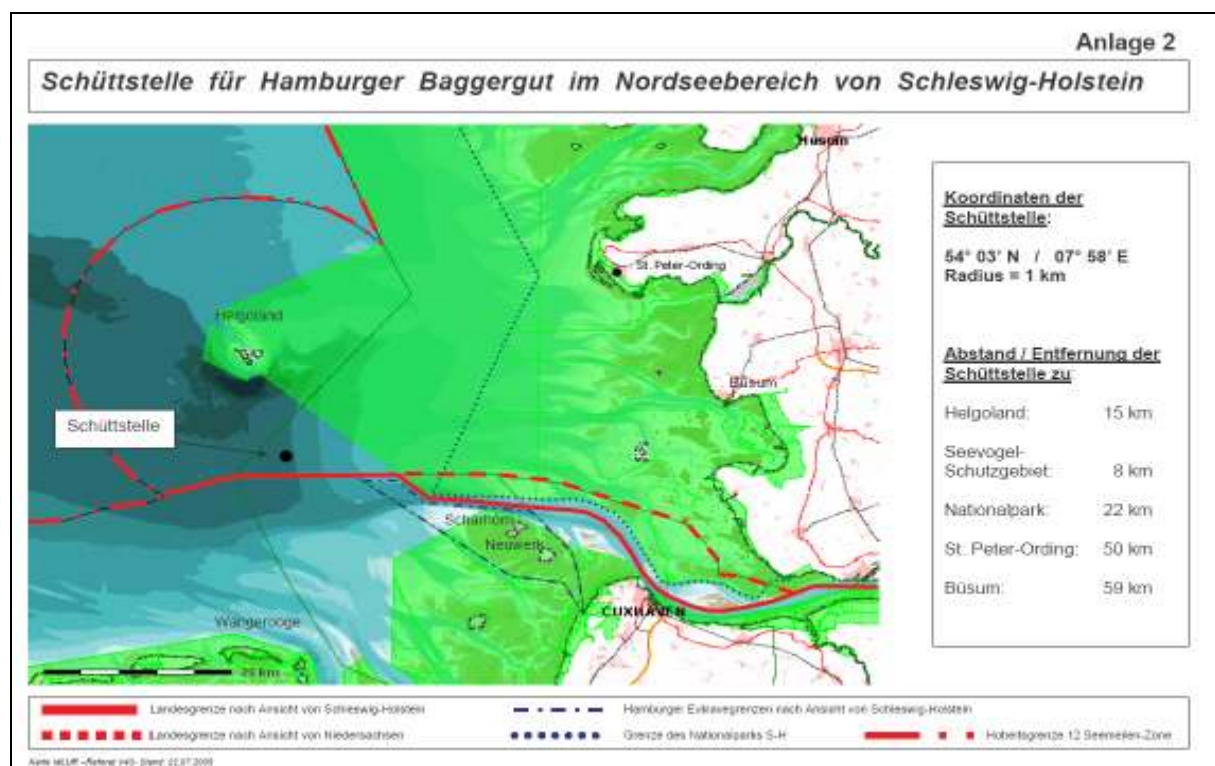 Anlage 2
Schüttstelle für Hamburger Baggergut im Nordseebereich von Schleswig-Holstein
Husum
St. Peter-Ording
Helgoland
Büsum
Schüttstelle
Scharhörn
Neuwerk
CUXHAVEN
Wangerooge
Koordinaten der
Schüttstelle:
54° 03' N / 07° 58' E
Radius = 1 km
Abstand / Entfernung der
Schüttstelle zu
Helgoland: 15 km
Seevogel-
Schutzgebiet: 8 km
Nationalpark: 22 km
St. Peter-Ording: 50 km
Büsum: 59 km
Landesgrenze nach Ansicht von Schleswig-Holstein
Hamburger Exklavegrenzen nach Ansicht von Schleswig-Holstein
Landesgrenze nach Ansicht von Niedersachsen
Grenze des Nationalparks S-H
Hoheitsgrenze 12 Seemeilen-Zone